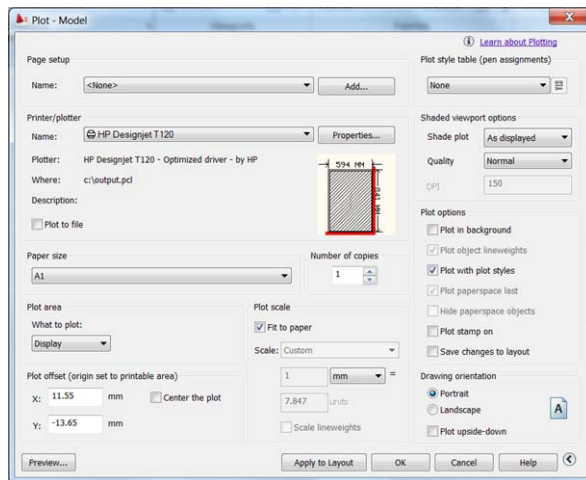 Plot - Model
Learn about Plotting
Page setup
Name: <None> Add...
Plot style table (pen assignments)
None
Printer/plotter
Name: HP Designjet T120 Properties...
Plotter: HP Designjet T120 - Optimized driver - by HP
Where: c:\output.pcl
Description:
Plot to file
594 MM
841 MM
Shaded viewport options
Shade plot As displayed
Quality Normal
DPI 150
Paper size
A1
Number of copies
1
Plot options
Plot in background
Plot object lineweights
Plot with plot styles
Plot paperspace last
Hide paperspace objects
Plot stamp on
Save changes to layout
Plot area
What to plot:
Display
Plot scale
Fit to paper
Scale: Custom
1 mm =
7.847 units
Scale lineweights
Plot offset (origin set to printable area)
X: 11.55 mm Center the plot
Y: -13.65 mm
Drawing orientation
Portrait
Landscape
Plot upside-down
A
Preview... Apply to Layout OK Cancel Help